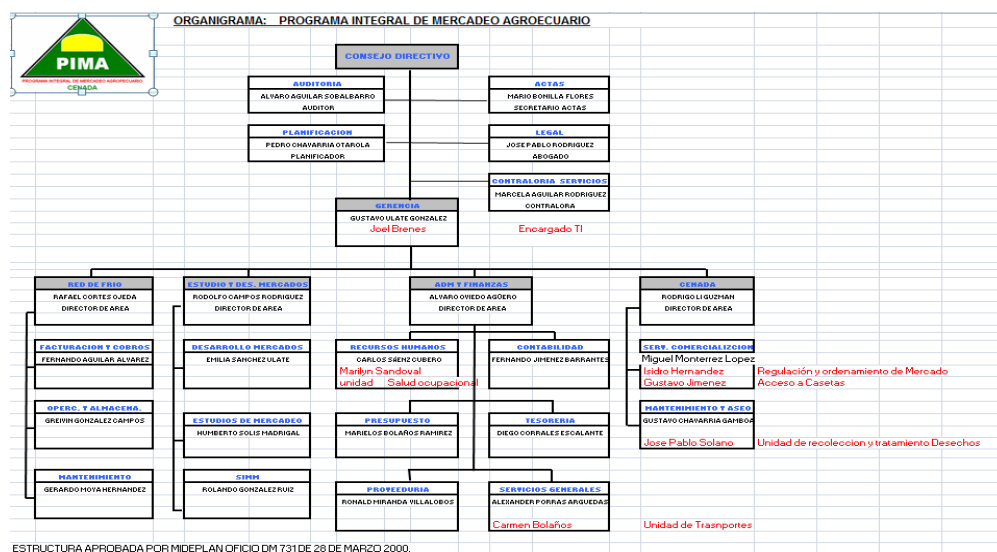 ORGANIGRAMA: PROGRAMA INTEGRAL DE MERCADEO AGROECUARIO
PIMA
PROGRAMA INTEGRAL DE MERCADEO AGROPECUARIO
CENADA
CONSEJO DIRECTIVO
AUDITORIA
ALVARO AGUILAR SOBALBARRO
AUDITOR
ACTAS
MARIO BONILLA FLORES
SECRETARIO ACTAS
PLANIFICACION
PEDRO CHAVARRIA OTAROLA
PLANIFICADOR
LEGAL
JOSE PABLO RODRIGUEZ
ABOGADO
CONTRALORIA SERVICIOS
MARCELA AGUILAR RODRIGUEZ
CONTRALORA
GERENCIA
GUSTAVO ULATE GONZALEZ
Joel Brenes
Encargado TI
RED DE FRIO
RAFAEL CORTES OJEDA
DIRECTOR DE AREA
ESTUDIO Y DES. MERCADOS
RODOLFO CAMPOS RODRIGUEZ
DIRECTOR DE AREA
ADM Y FINANZAS
ALVARO OVIEDO AGÜERO
DIRECTOR DE AREA
CENADA
RODRIGO LI GUZMAN
DIRECTOR DE AREA
FACTURACION Y COBROS
FERNANDO AGUILAR ALVAREZ
DESARROLLO MERCADOS
EMILIA SANCHEZ ULATE
RECURSOS HUMANOS
CARLOS SÁENZ CUBERO
Marilyn Sandoval
unidad Salud ocupacional
CONTABILIDAD
FERNANDO JIMENEZ BARRANTES
SERV. COMERCIALIZCION
Miguel Monterrez Lopez
Isidro Hernandez
Regulación y ordenamiento de Mercado
Gustavo Jimenez
Acceso a Casetas
OPERC. Y ALMACENA.
GREIVIN GONZALEZ CAMPOS
ESTUDIOS DE MERCADEO
HUMBERTO SOLIS MADRIGAL
PRESUPUESTO
MARIELOS BOLAÑOS RAMIREZ
TESORERIA
DIEGO CORRALES ESCALANTE
MANTENIMIENTO Y ASEO
GUSTAVO CHAVARRIA GAMBOA
Jose Pablo Solano
Unidad de recoleccion y tratamiento Desechos
MANTENIMIENTO
GERARDO MOYA HERNANDEZ
SIMM
ROLANDO GONZALEZ RUIZ
PROVEEDURIA
RONALD MIRANDA VILLALOBOS
SERVICIOS GENERALES
ALEXANDER PORRAS ARGUEDAS
Carmen Bolaños
Unidad de Trasnportes
ESTRUCTURA APROBADA POR MIDEPLAN OFICIO DM 731 DE 28 DE MARZO 2000.